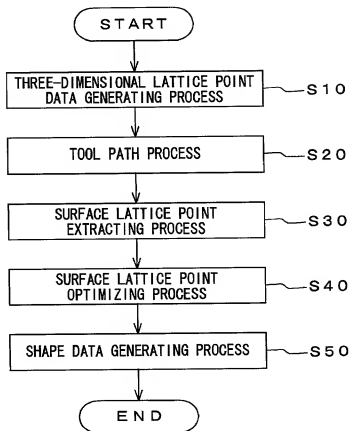 START
THREE-DIMENSIONAL LATTICE POINT
DATA GENERATING PROCESS
S10
TOOL PATH PROCESS
S20
SURFACE LATTICE POINT
EXTRACTING PROCESS
S30
SURFACE LATTICE POINT
OPTIMIZING PROCESS
S40
SHAPE DATA GENERATING PROCESS
S50
END